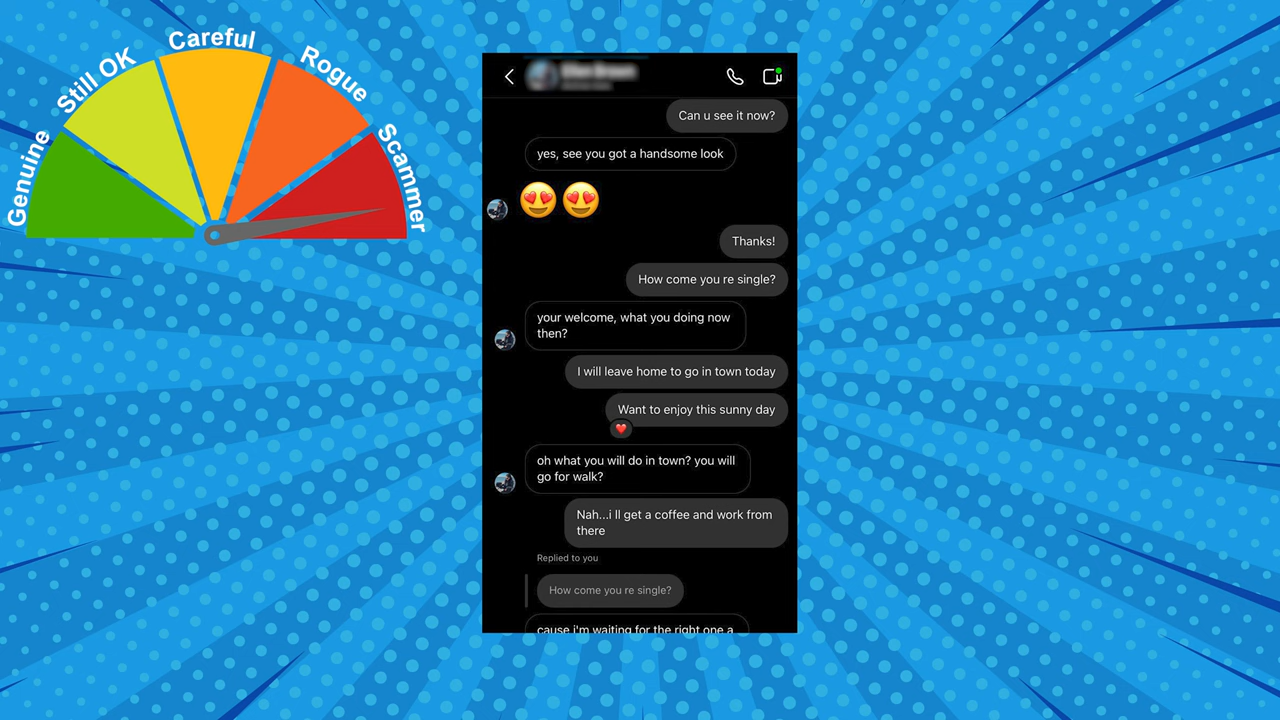 Genuine
Still OK
Careful
Rogue
Scammer
Can u see it now?
yes, see you got a handsome look
Thanks!
How come you re single?
your welcome, what you doing now
then?
I will leave home to go in town today
Want to enjoy this sunny day
oh what you will do in town? you will
go for walk?
Nah...i ll get a coffee and work from
there
Replied to you
How come you re single?
cause i'm waiting for the right one a